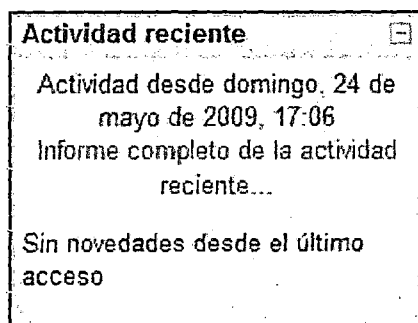 Actividad reciente
Actividad desde domingo, 24 de
mayo de 2009, 17:06
Informe completo de la actividad
reciente...
Sin novedades desde el último
acceso